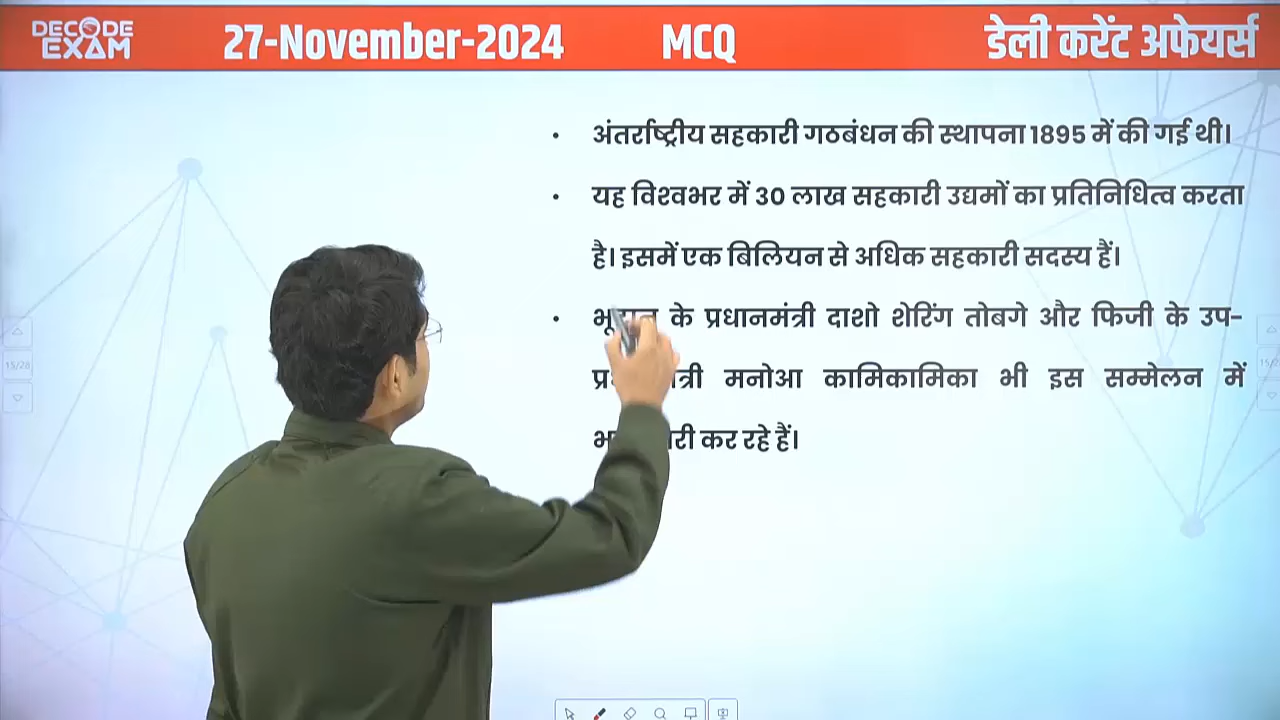 DECODE EXAM
27-November-2024 MCQ डेली करेंट अफेयर्स
• अंतर्राष्ट्रीय सहकारी गठबंधन की स्थापना 1895 में की गई थी।
• यह विश्वभर में 30 लाख सहकारी उद्यमों का प्रतिनिधित्व करता
है। इसमें एक बिलियन से अधिक सहकारी सदस्य हैं।
• के प्रधानमंत्री दाशो शेरिंग तोबगे और फिजी के उप-
मनोआ कामिकामिका भी इस सम्मेलन में
कर रहे हैं।
15/28